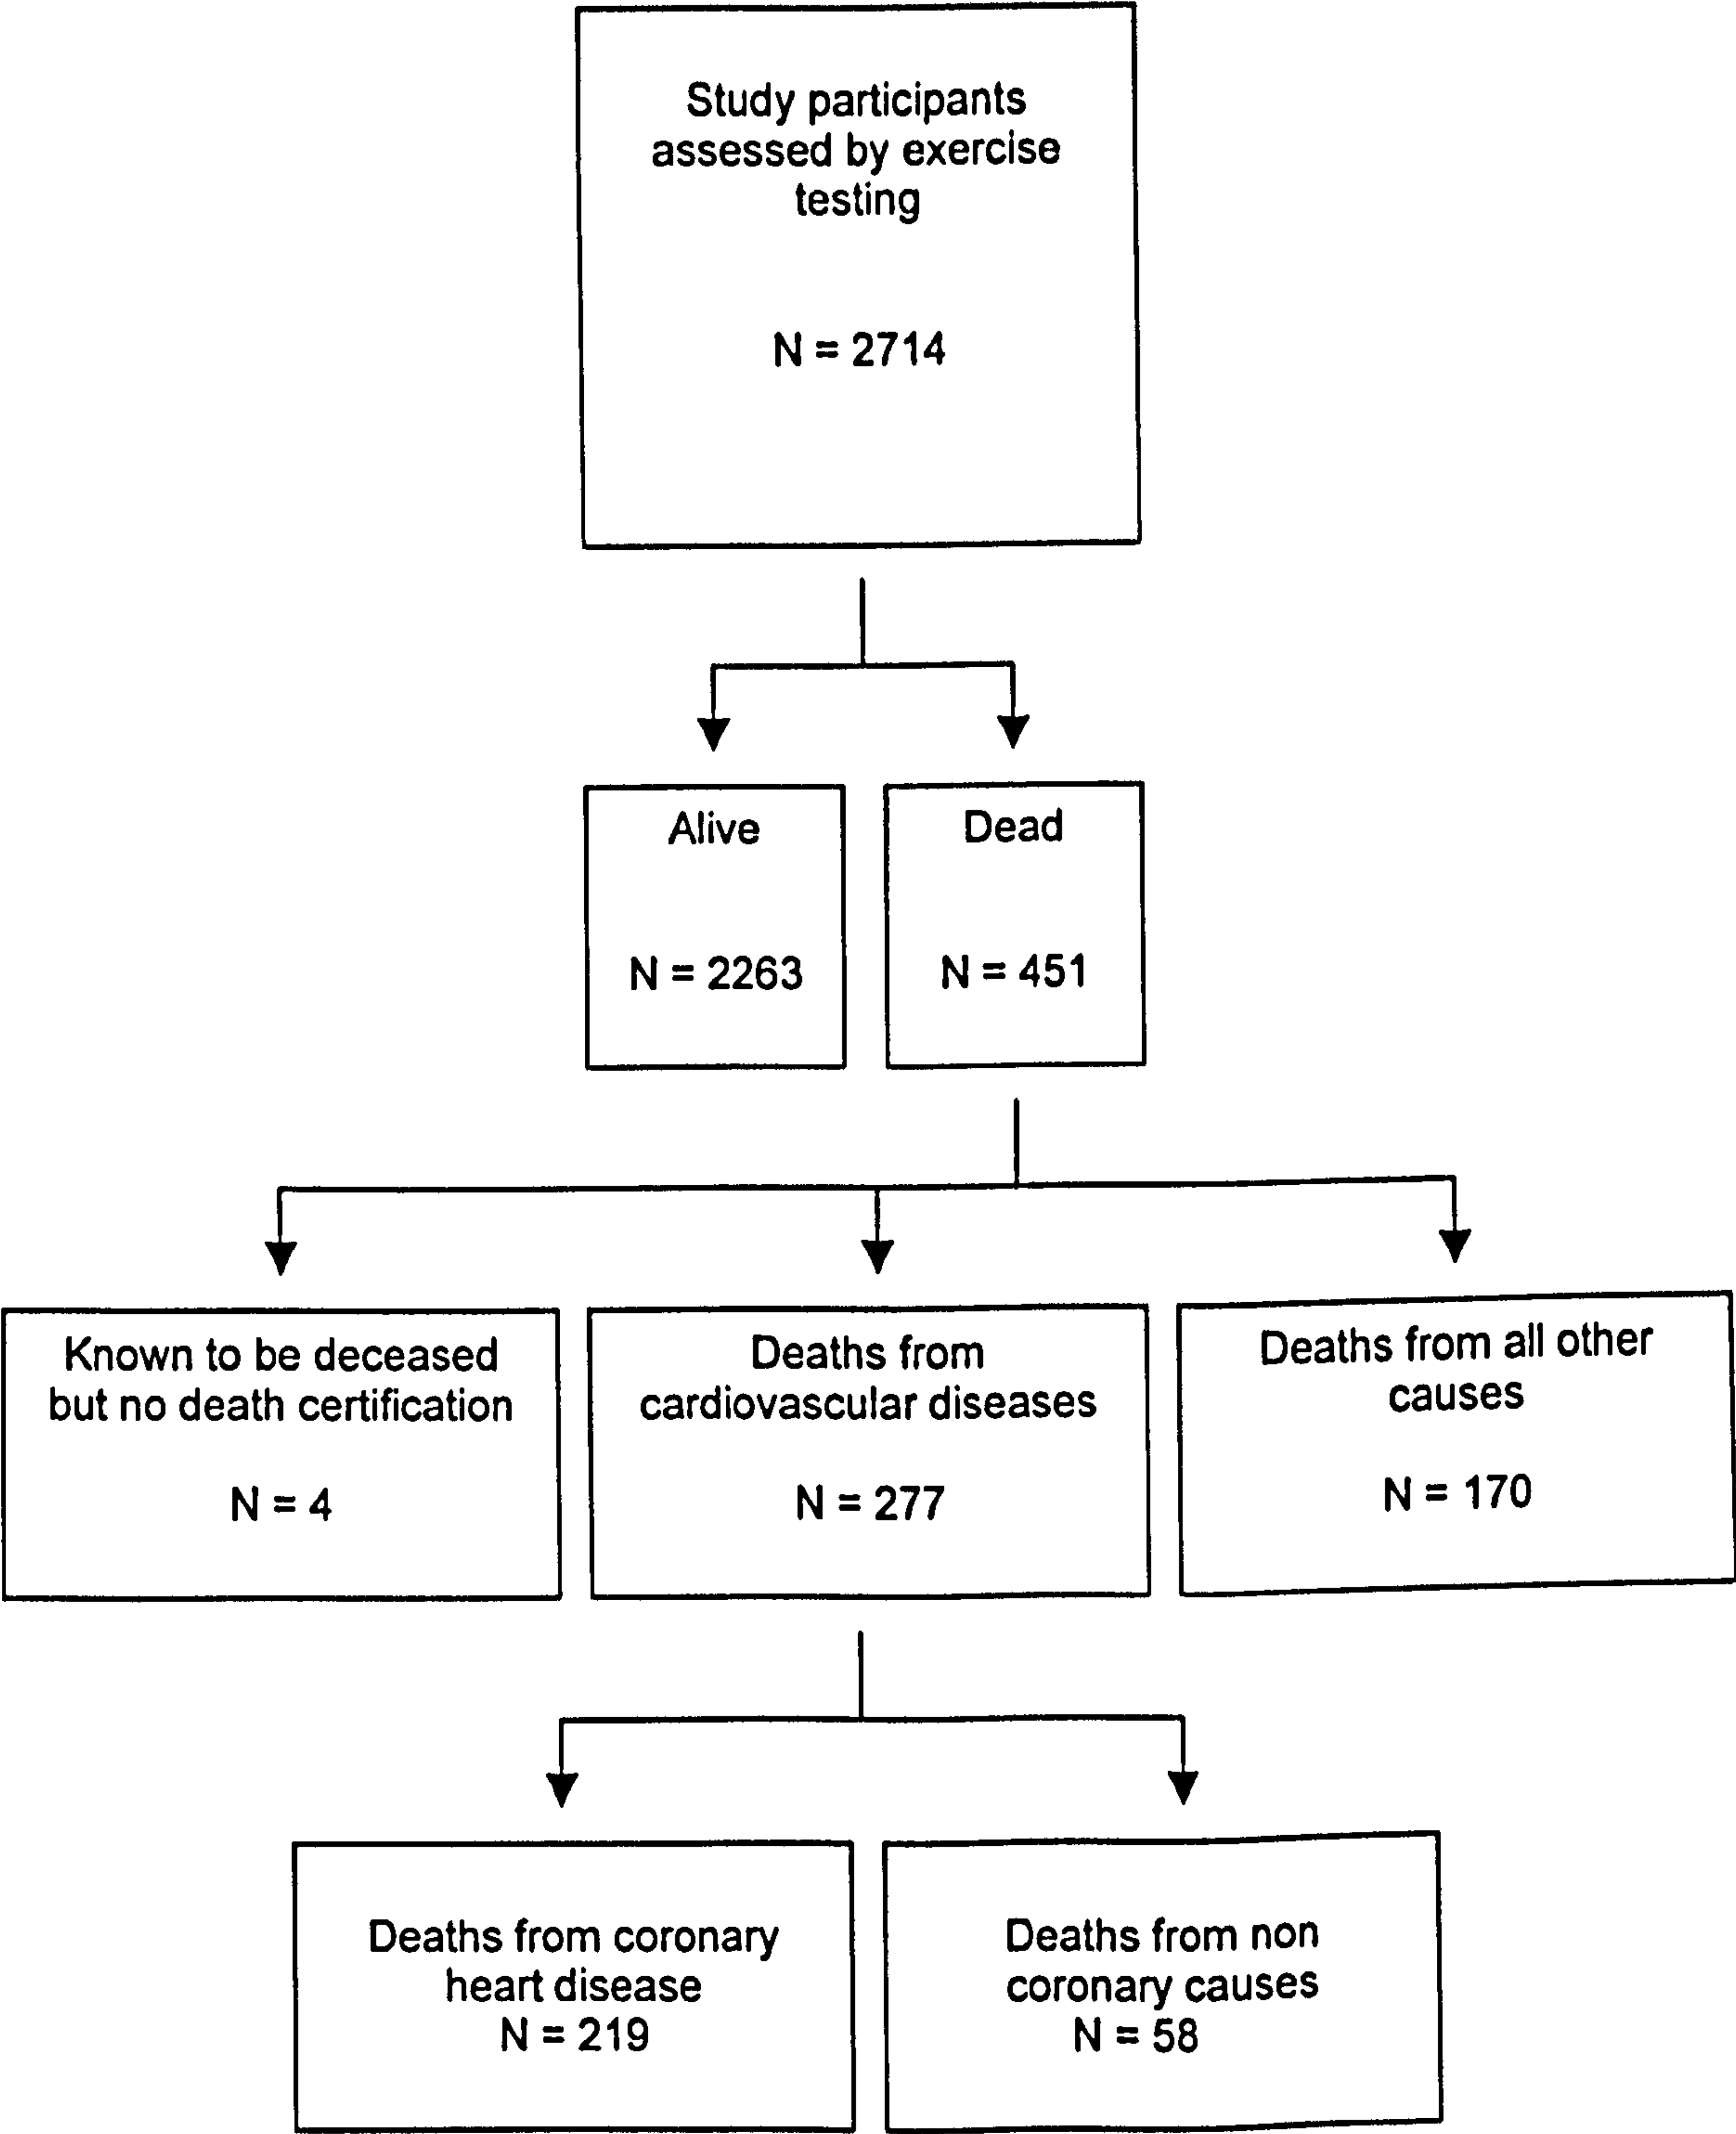 Study participants
assessed by exercise
testing
N = 2714
Alive
N = 2263
Dead
N = 451
Known to be deceased
but no death certification
N = 4
Deaths from
cardiovascular diseases
N = 277
Deaths from all other
causes
N = 170
Deaths from coronary
heart disease
N = 219
Deaths from non
coronary causes
N = 58